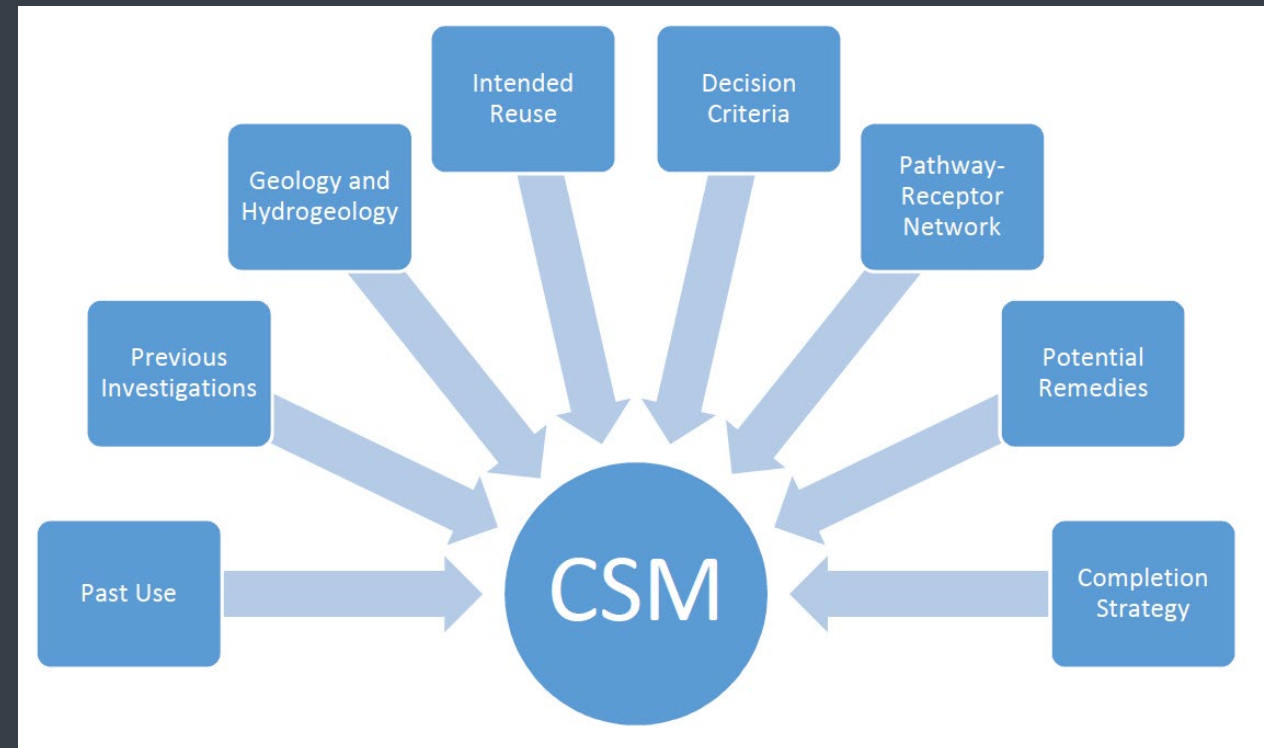 Intended
Reuse
Decision
Criteria
Geology and
Hydrogeology
Pathway-
Receptor
Network
Previous
Investigations
Potential
Remedies
Past Use
CSM
Completion
Strategy